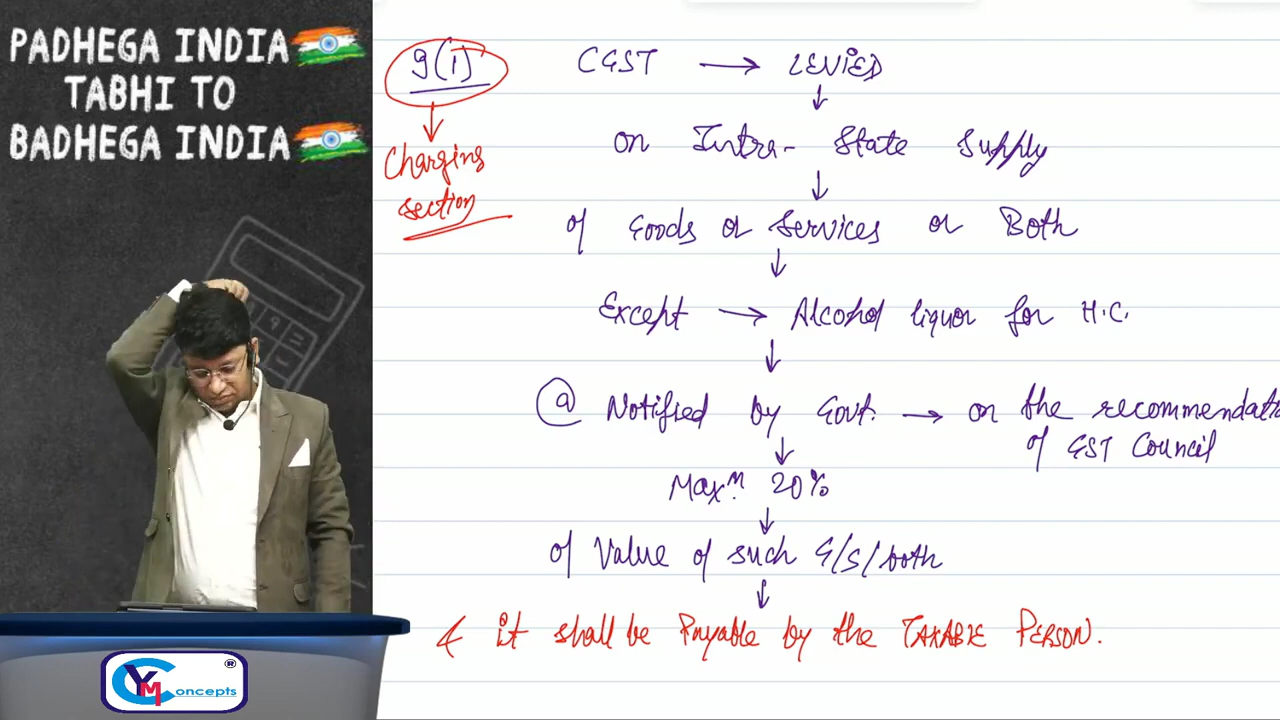 PADHEGA INDIA
TABHI TO
BADHEGA INDIA
9(1)
Charging
section
CGST → LEVIED
↓
on Intra- State Supply
↓
of Goods or Services or Both
↓
Except → Alcohol liquor for H.C.
↓
@ Notified by Govt. → on the recommendati
of GST Council
↓
Maxm. 20%
↓
of Value of such G/S/both
↓
& it shall be Payable by the TAXABLE PERSON.
CYM Concepts ®